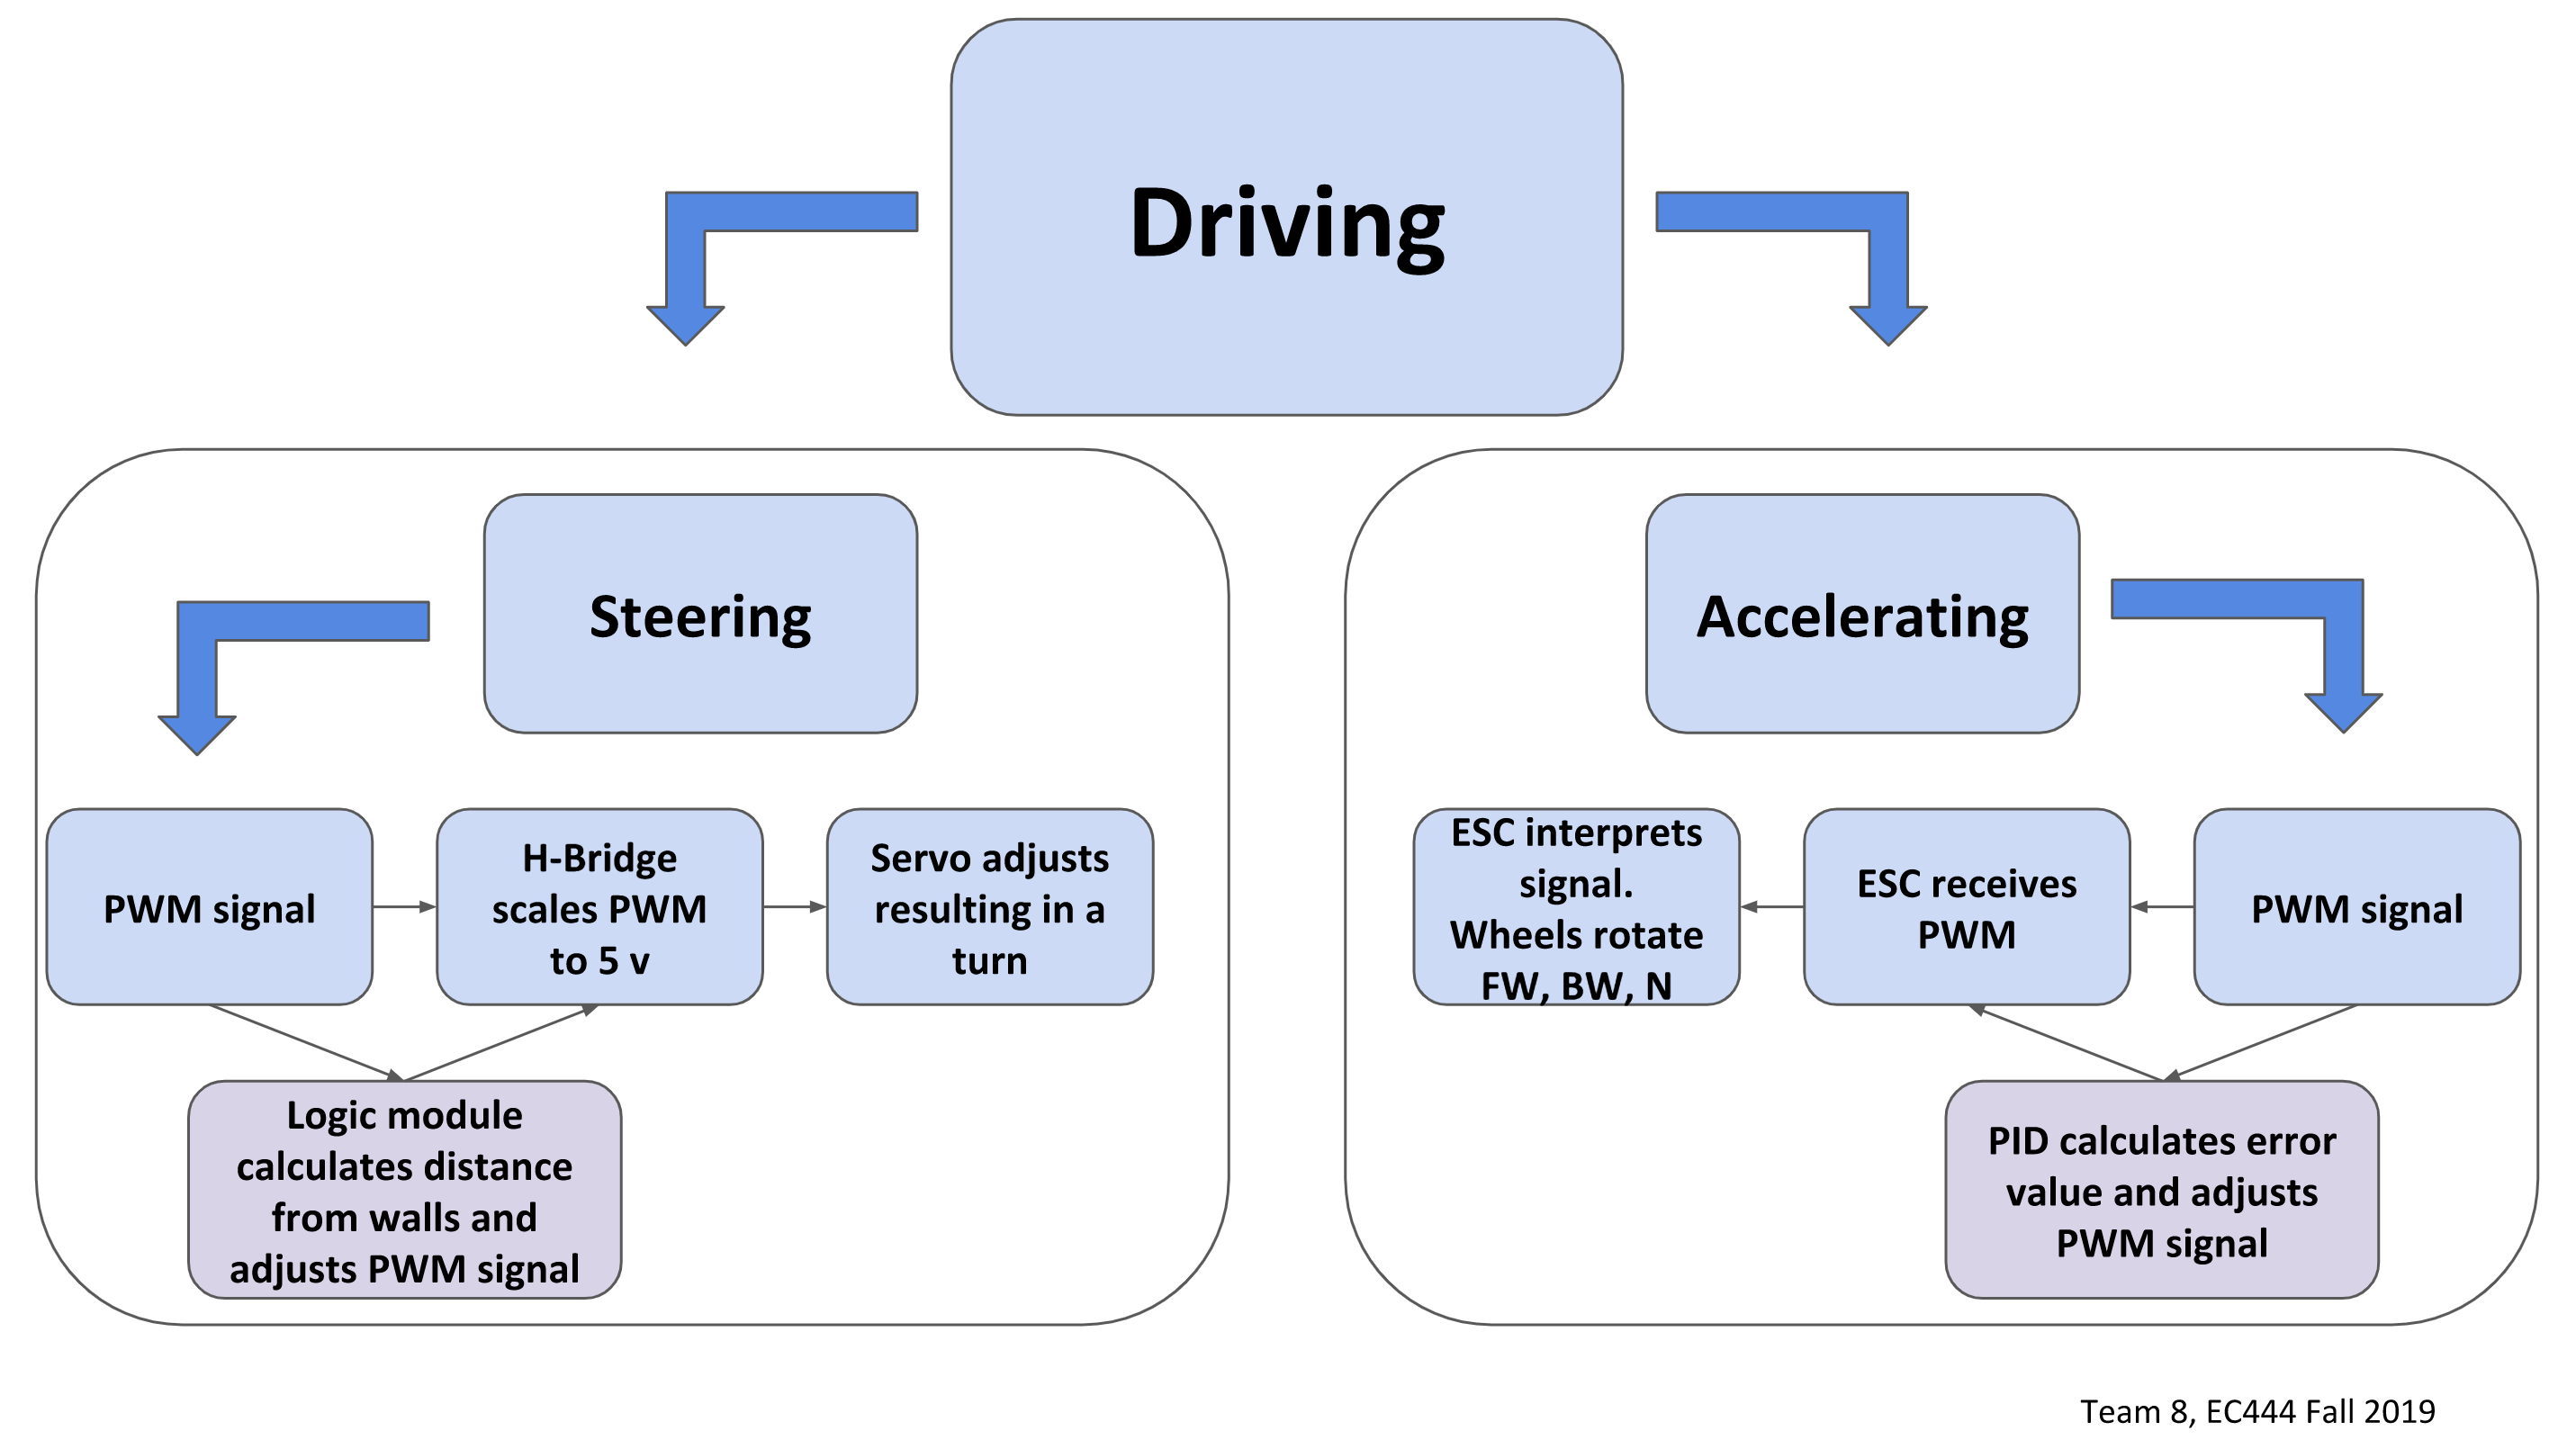 Driving
Steering
PWM signal
H-Bridge
scales PWM
to 5 v
Servo adjusts
resulting in a
turn
Logic module
calculates distance
from walls and
adjusts PWM signal
Accelerating
ESC interprets
signal.
Wheels rotate
FW, BW, N
ESC receives
PWM
PWM signal
PID calculates error
value and adjusts
PWM signal
Team 8, EC444 Fall 2019